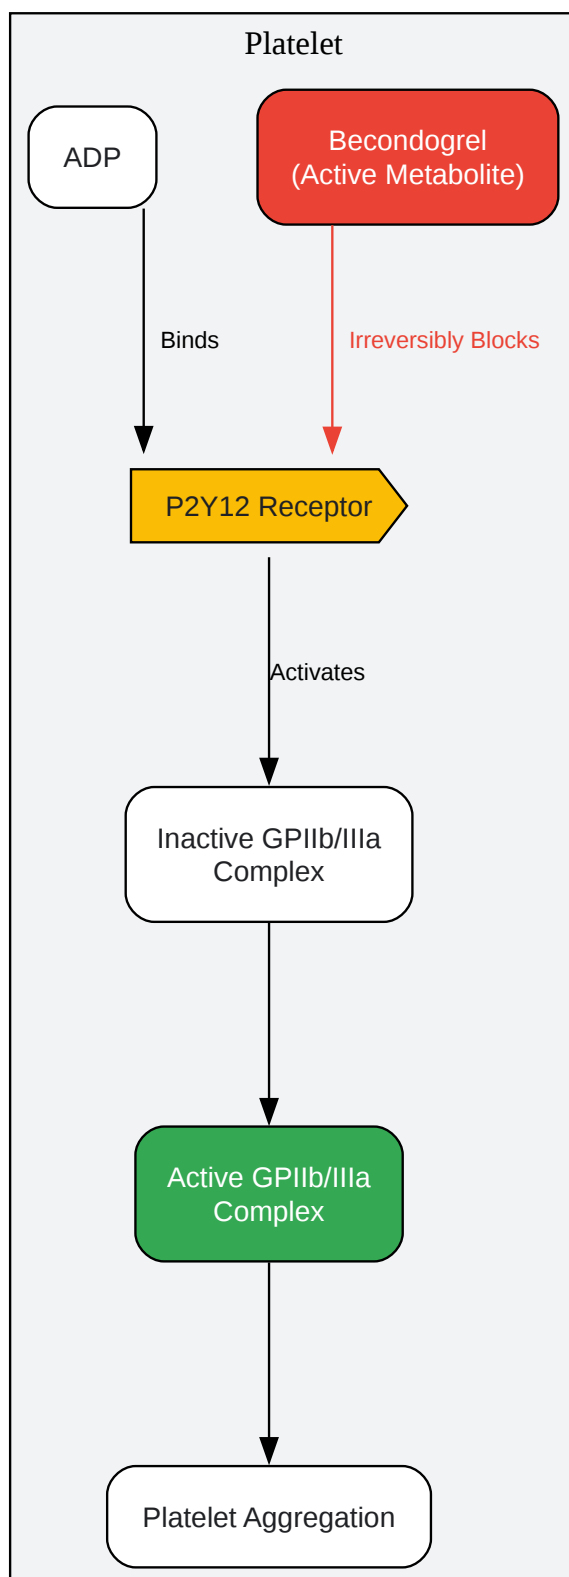 Platelet
ADP
Becondogrel
(Active Metabolite)
Binds
Irreversibly Blocks
P2Y12 Receptor
Activates
Inactive GPIIb/IIIa
Complex
Active GPIIb/IIIa
Complex
Platelet Aggregation